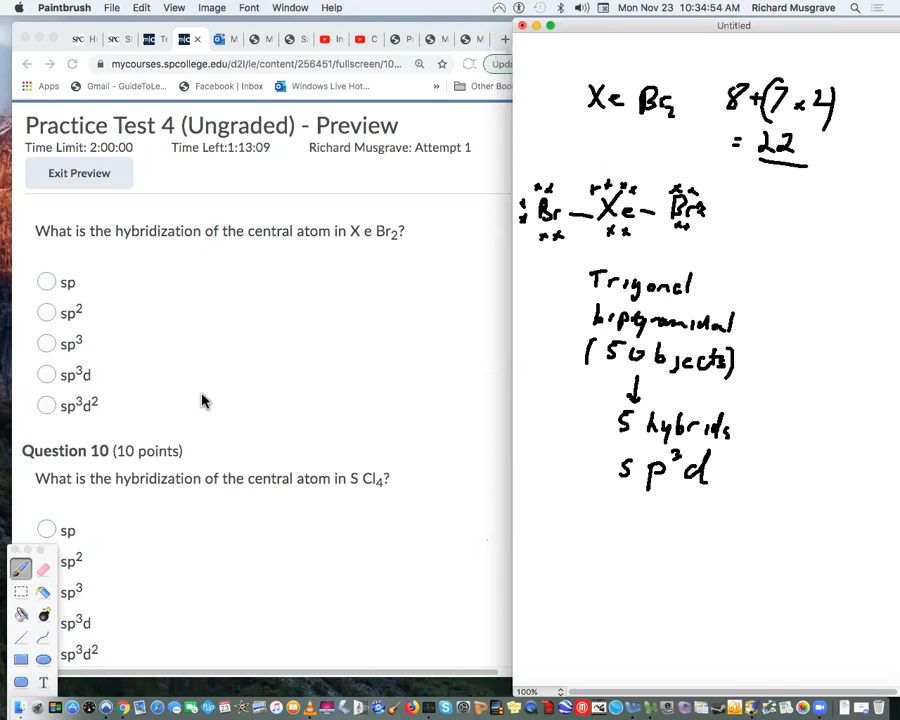 Paintbrush File Edit View Image Font Window Help Mon Nov 23 10:34:54 AM Richard Musgrave
Untitled
mycourses.spcollege.edu/d2l/le/content/256451/fullscreen/10...
Apps Gmail - GuideToLe... Facebook | Inbox Windows Live Hot... » Other Boo
Practice Test 4 (Ungraded) - Preview
Time Limit: 2:00:00 Time Left:1:13:09 Richard Musgrave: Attempt 1
Exit Preview
What is the hybridization of the central atom in X e Br2?
sp
sp2
sp3
sp3d
sp3d2
Question 10 (10 points)
What is the hybridization of the central atom in S Cl4?
sp
sp2
sp3
sp3d
sp3d2
T
Xe Br2 8+(7x2)
= 22
Br — Xe — Br
Trigonal
bipyramidal
(5 objects)
↓
5 hybrids
sp3d
100%